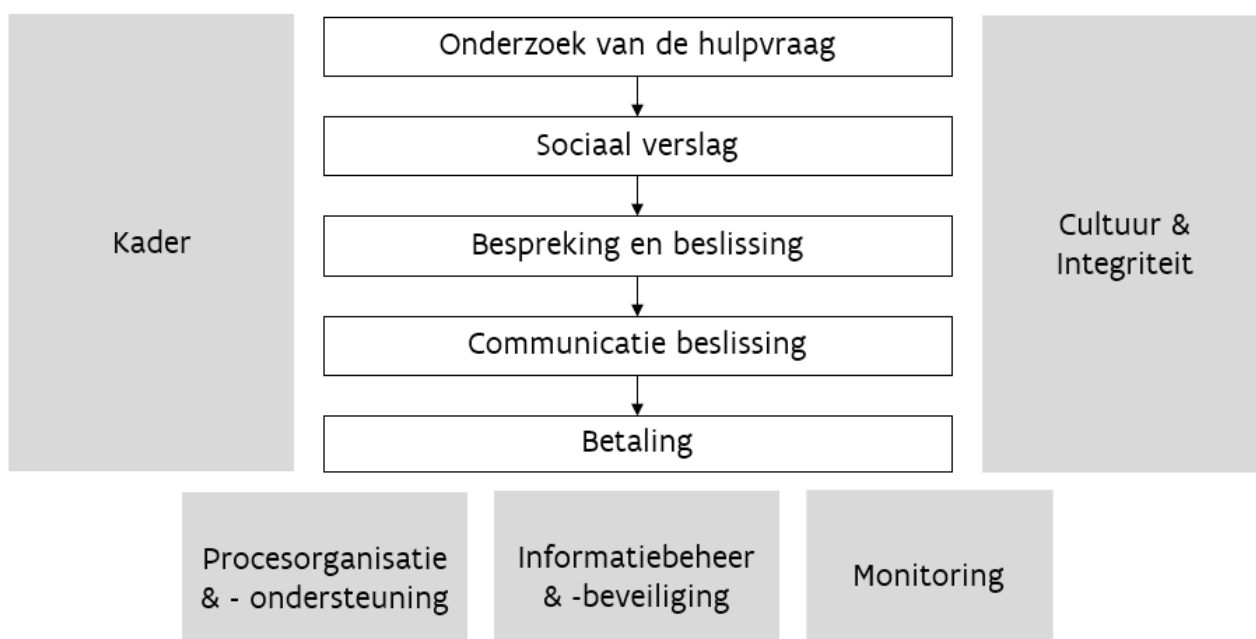 Onderzoek van de hulpvraag
Sociaal verslag
Kader
Bespreking en beslissing
Cultuur &
Integriteit
Communicatie beslissing
Betaling
Procesorganisatie
& - ondersteuning
Informatiebeheer
& -beveiliging
Monitoring